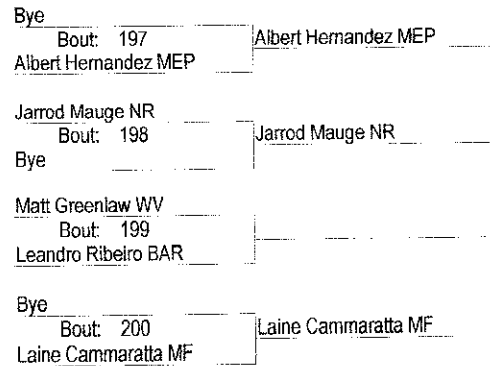 Bye
Bout: 197
Albert Hernandez MEP
Albert Hernandez MEP
Jarrod Mauge NR
Bout: 198
Jarrod Mauge NR
Bye
Matt Greenlaw WV
Bout: 199
Leandro Ribeiro BAR
Bye
Bout: 200
Laine Cammaratta MF
Laine Cammaratta MF